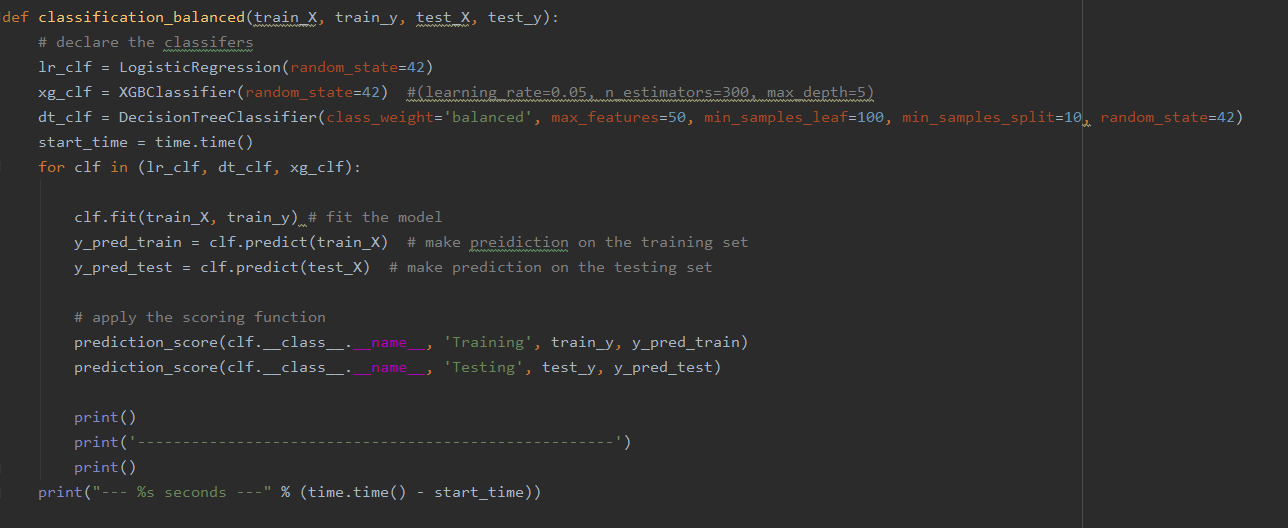 def classification_balanced(train_X, train_y, test_X, test_y):
    # declare the classifers
    lr_clf = LogisticRegression(random_state=42)
    xg_clf = XGBClassifier(random_state=42)  #(learning_rate=0.05, n_estimators=300, max_depth=5)
    dt_clf = DecisionTreeClassifier(class_weight='balanced', max_features=50, min_samples_leaf=100, min_samples_split=10, random_state=42)
    start_time = time.time()
    for clf in (lr_clf, dt_clf, xg_clf):
        clf.fit(train_X, train_y) # fit the model
        y_pred_train = clf.predict(train_X)  # make preidiction on the training set
        y_pred_test = clf.predict(test_X)  # make prediction on the testing set
        # apply the scoring function
        prediction_score(clf.__class__.__name__, 'Training', train_y, y_pred_train)
        prediction_score(clf.__class__.__name__, 'Testing', test_y, y_pred_test)
        print()
        print('-----------------------------------------------------')
        print()
    print("--- %s seconds ---" % (time.time() - start_time))